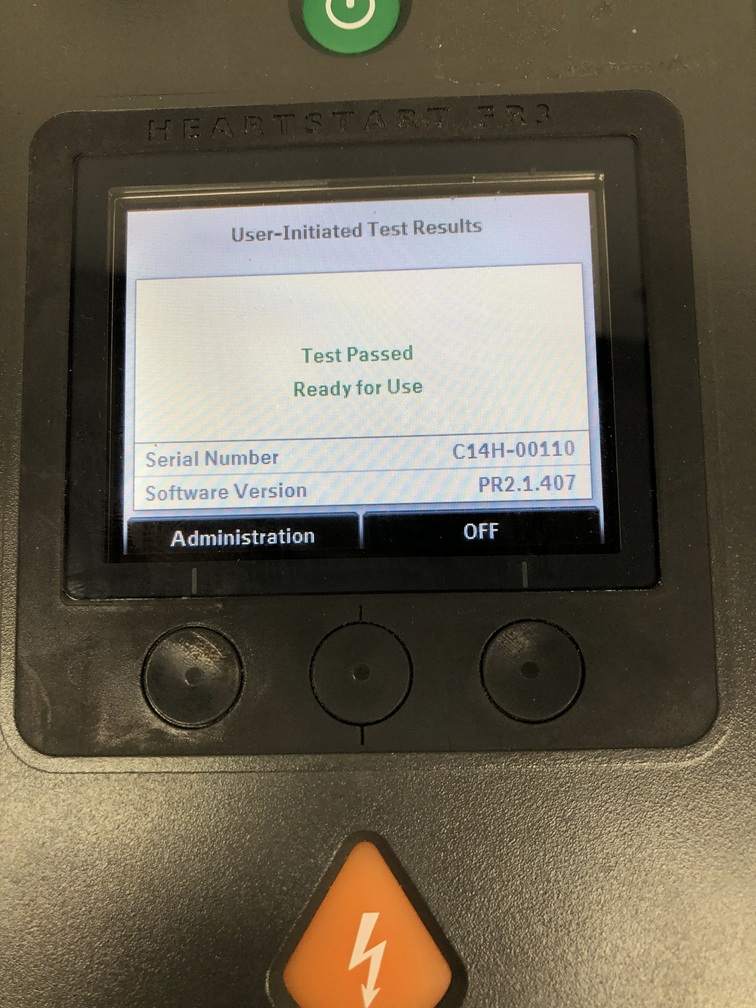 HEARTSTART FR3
User-Initiated Test Results
Test Passed
Ready for Use
Serial Number C14H-00110
Software Version PR2.1.407
Administration OFF